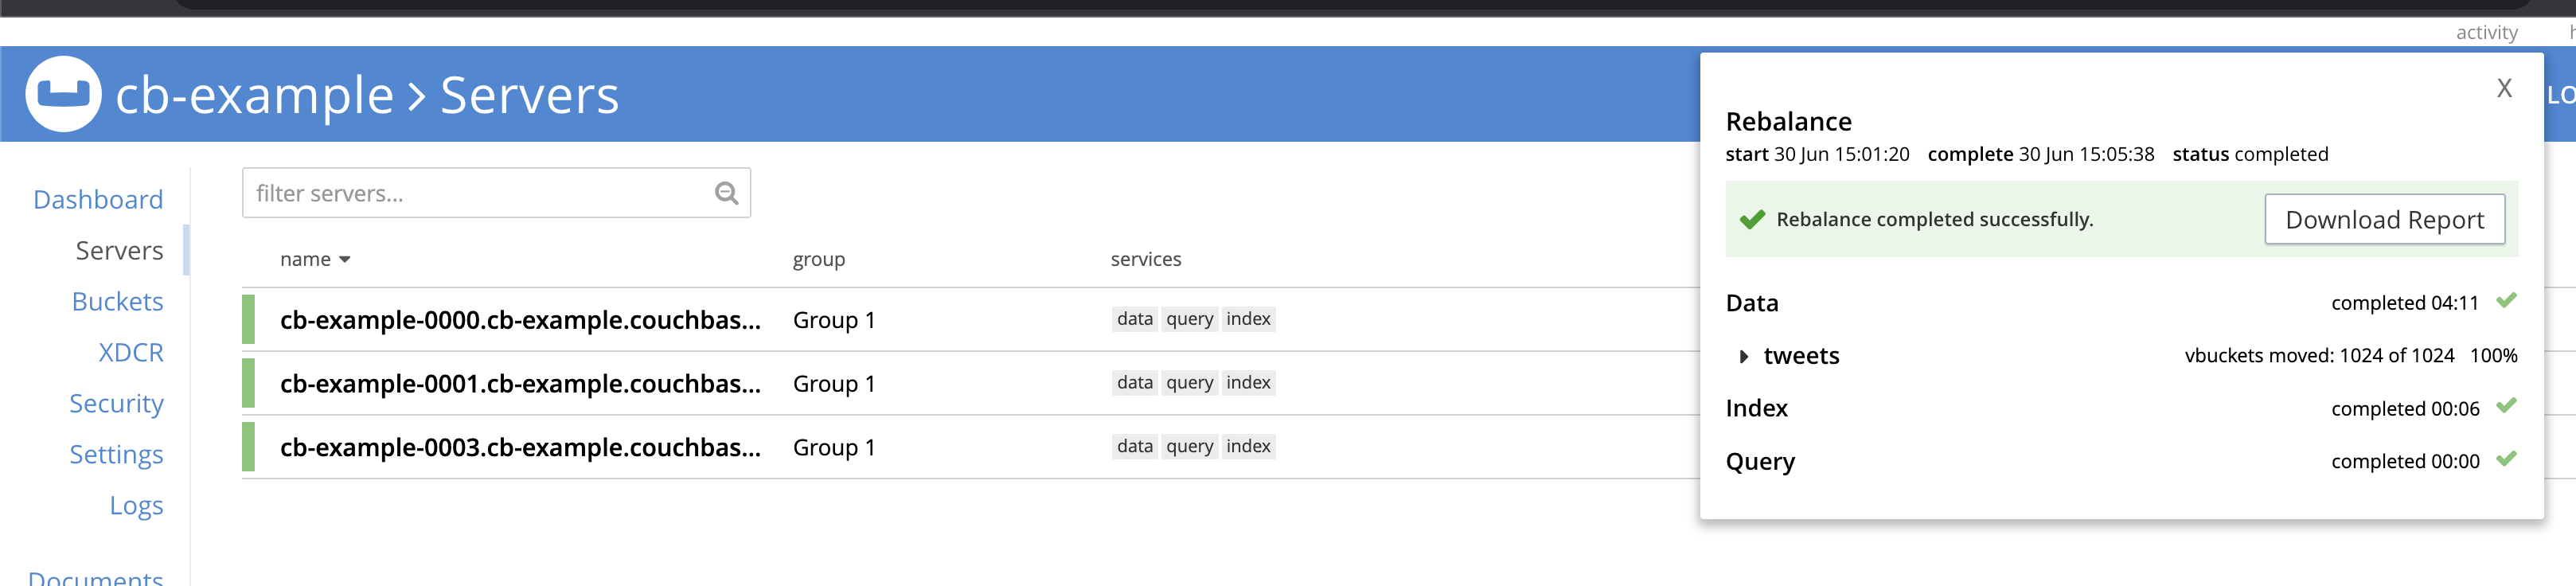 activity
cb-example > Servers
X
Rebalance
start 30 Jun 15:01:20 complete 30 Jun 15:05:38 status completed
Rebalance completed successfully.
Download Report
Data completed 04:11
tweets vbuckets moved: 1024 of 1024 100%
Index completed 00:06
Query completed 00:00
Dashboard
Servers
Buckets
XDCR
Security
Settings
Logs
Documents
filter servers...
name group services
cb-example-0000.cb-example.couchbas... Group 1 data query index
cb-example-0001.cb-example.couchbas... Group 1 data query index
cb-example-0003.cb-example.couchbas... Group 1 data query index